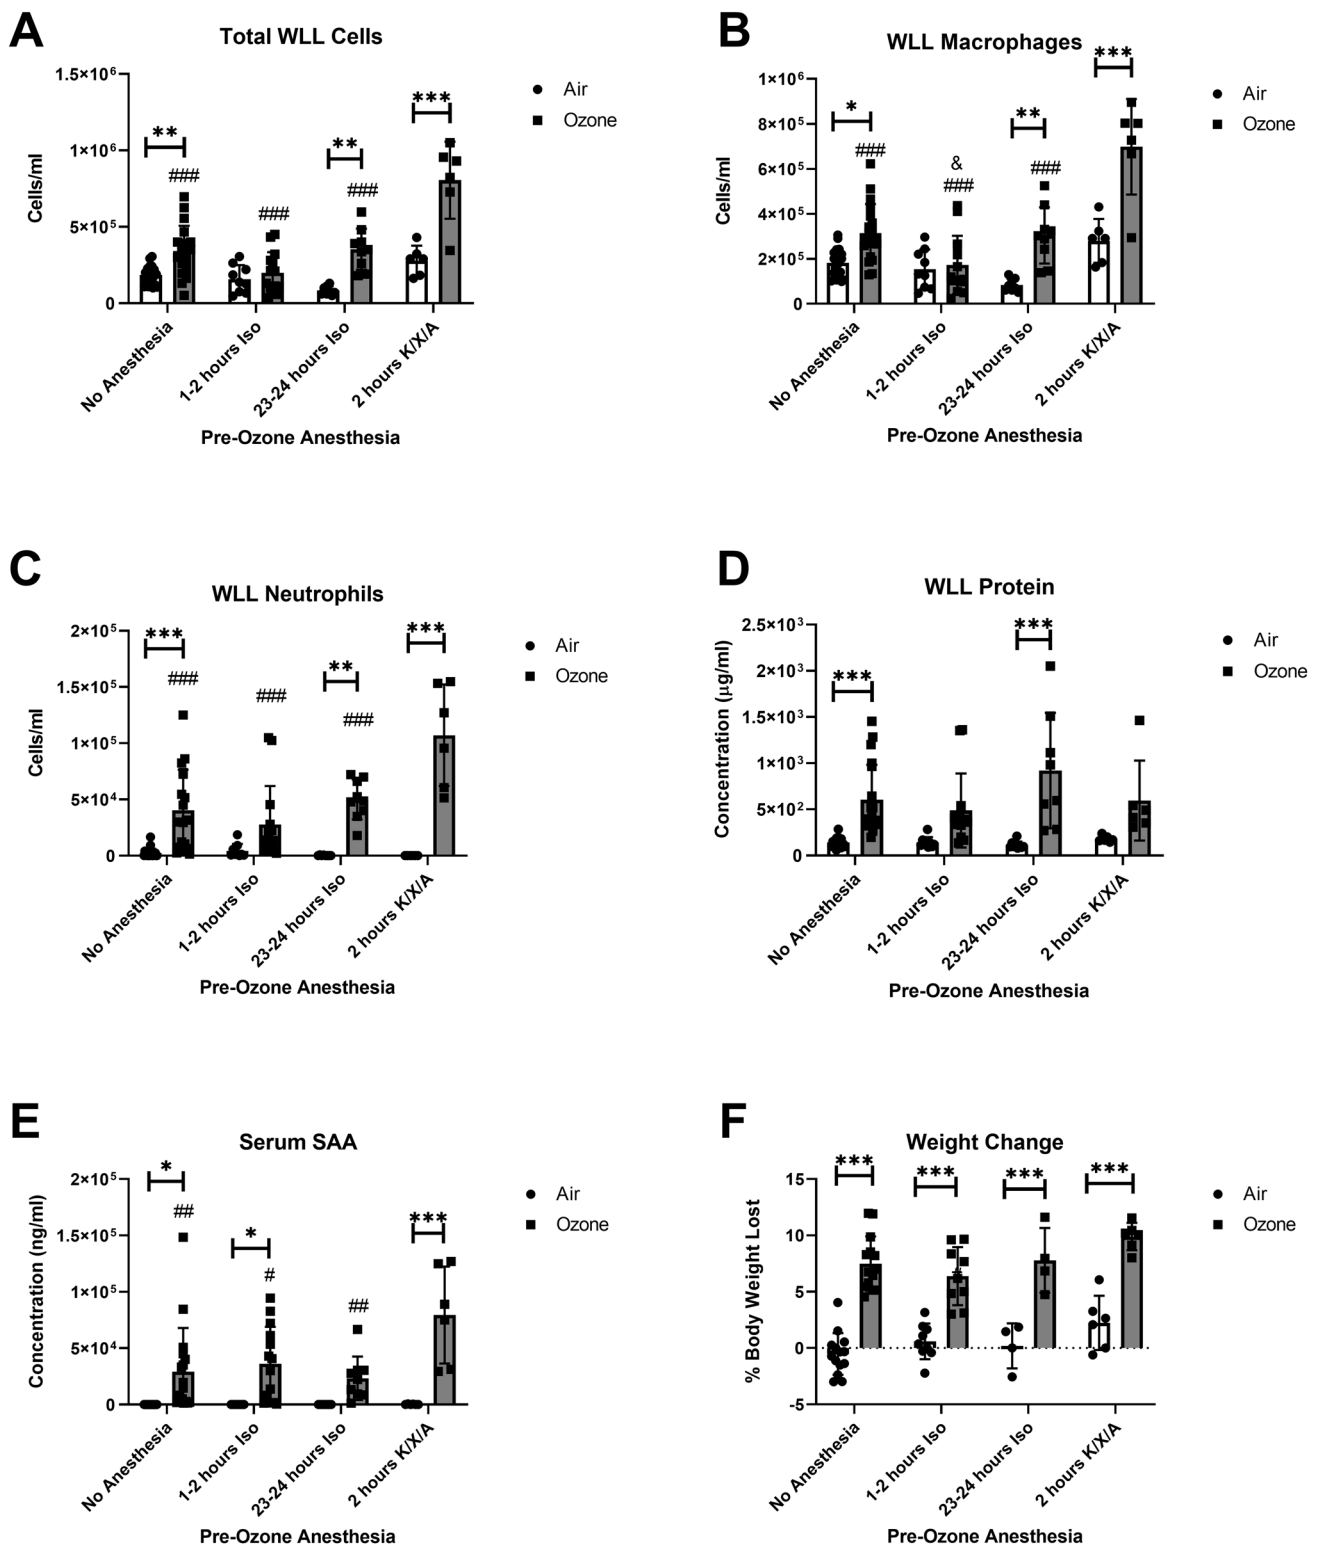 A
Total WLL Cells
1.5×10⁶
1×10⁶
5×10⁵
0
Cells/ml
**
###
###
**
###
***
Air
Ozone
No Anesthesia
1-2 hours Iso
23-24 hours Iso
2 hours K/X/A
Pre-Ozone Anesthesia
B
WLL Macrophages
1×10⁶
8×10⁵
6×10⁵
4×10⁵
2×10⁵
0
Cells/ml
*
###
&
###
**
###
***
Air
Ozone
No Anesthesia
1-2 hours Iso
23-24 hours Iso
2 hours K/X/A
Pre-Ozone Anesthesia
C
WLL Neutrophils
2×10⁵
1.5×10⁵
1×10⁵
5×10⁴
0
Cells/ml
***
###
###
**
###
***
Air
Ozone
No Anesthesia
1-2 hours Iso
23-24 hours Iso
2 hours K/X/A
Pre-Ozone Anesthesia
D
WLL Protein
2.5×10³
2×10³
1.5×10³
1×10³
5×10²
0
Concentration (μg/ml)
***
***
Air
Ozone
No Anesthesia
1-2 hours Iso
23-24 hours Iso
2 hours K/X/A
Pre-Ozone Anesthesia
E
Serum SAA
2×10⁵
1.5×10⁵
1×10⁵
5×10⁴
0
Concentration (ng/ml)
*
##
*
#
##
***
Air
Ozone
No Anesthesia
1-2 hours Iso
23-24 hours Iso
2 hours K/X/A
Pre-Ozone Anesthesia
F
Weight Change
15
10
5
0
-5
% Body Weight Lost
***
***
***
***
Air
Ozone
No Anesthesia
1-2 hours Iso
23-24 hours Iso
2 hours K/X/A
Pre-Ozone Anesthesia